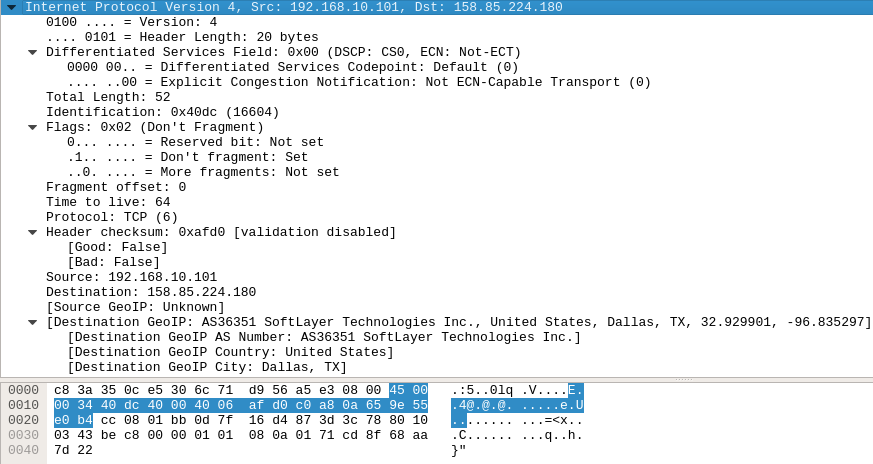 Internet Protocol Version 4, Src: 192.168.10.101, Dst: 158.85.224.180
0100 .... = Version: 4
.... 0101 = Header Length: 20 bytes
Differentiated Services Field: 0x00 (DSCP: CS0, ECN: Not-ECT)
0000 00.. = Differentiated Services Codepoint: Default (0)
.... ..00 = Explicit Congestion Notification: Not ECN-Capable Transport (0)
Total Length: 52
Identification: 0x40dc (16604)
Flags: 0x02 (Don't Fragment)
0... .... = Reserved bit: Not set
.1.. .... = Don't fragment: Set
..0. .... = More fragments: Not set
Fragment offset: 0
Time to live: 64
Protocol: TCP (6)
Header checksum: 0xafd0 [validation disabled]
[Good: False]
[Bad: False]
Source: 192.168.10.101
Destination: 158.85.224.180
[Source GeoIP: Unknown]
[Destination GeoIP: AS36351 SoftLayer Technologies Inc., United States, Dallas, TX, 32.929901, -96.835297]
[Destination GeoIP AS Number: AS36351 SoftLayer Technologies Inc.]
[Destination GeoIP Country: United States]
[Destination GeoIP City: Dallas, TX]
0000 c8 3a 35 0c e5 30 6c 71 d9 56 a5 e3 08 00 45 00 .:5..0lq .V....E.
0010 00 34 40 dc 40 00 40 06 af d0 c0 a8 0a 65 9e 55 .4@.@.@. .....e.U
0020 e0 b4 cc 08 01 bb 0d 7f 16 d4 87 3d 3c 78 80 10 ........ ...=<x..
0030 03 43 be c8 00 00 01 01 08 0a 01 71 cd 8f 68 aa .C...... ...q..h.
0040 7d 22 }"